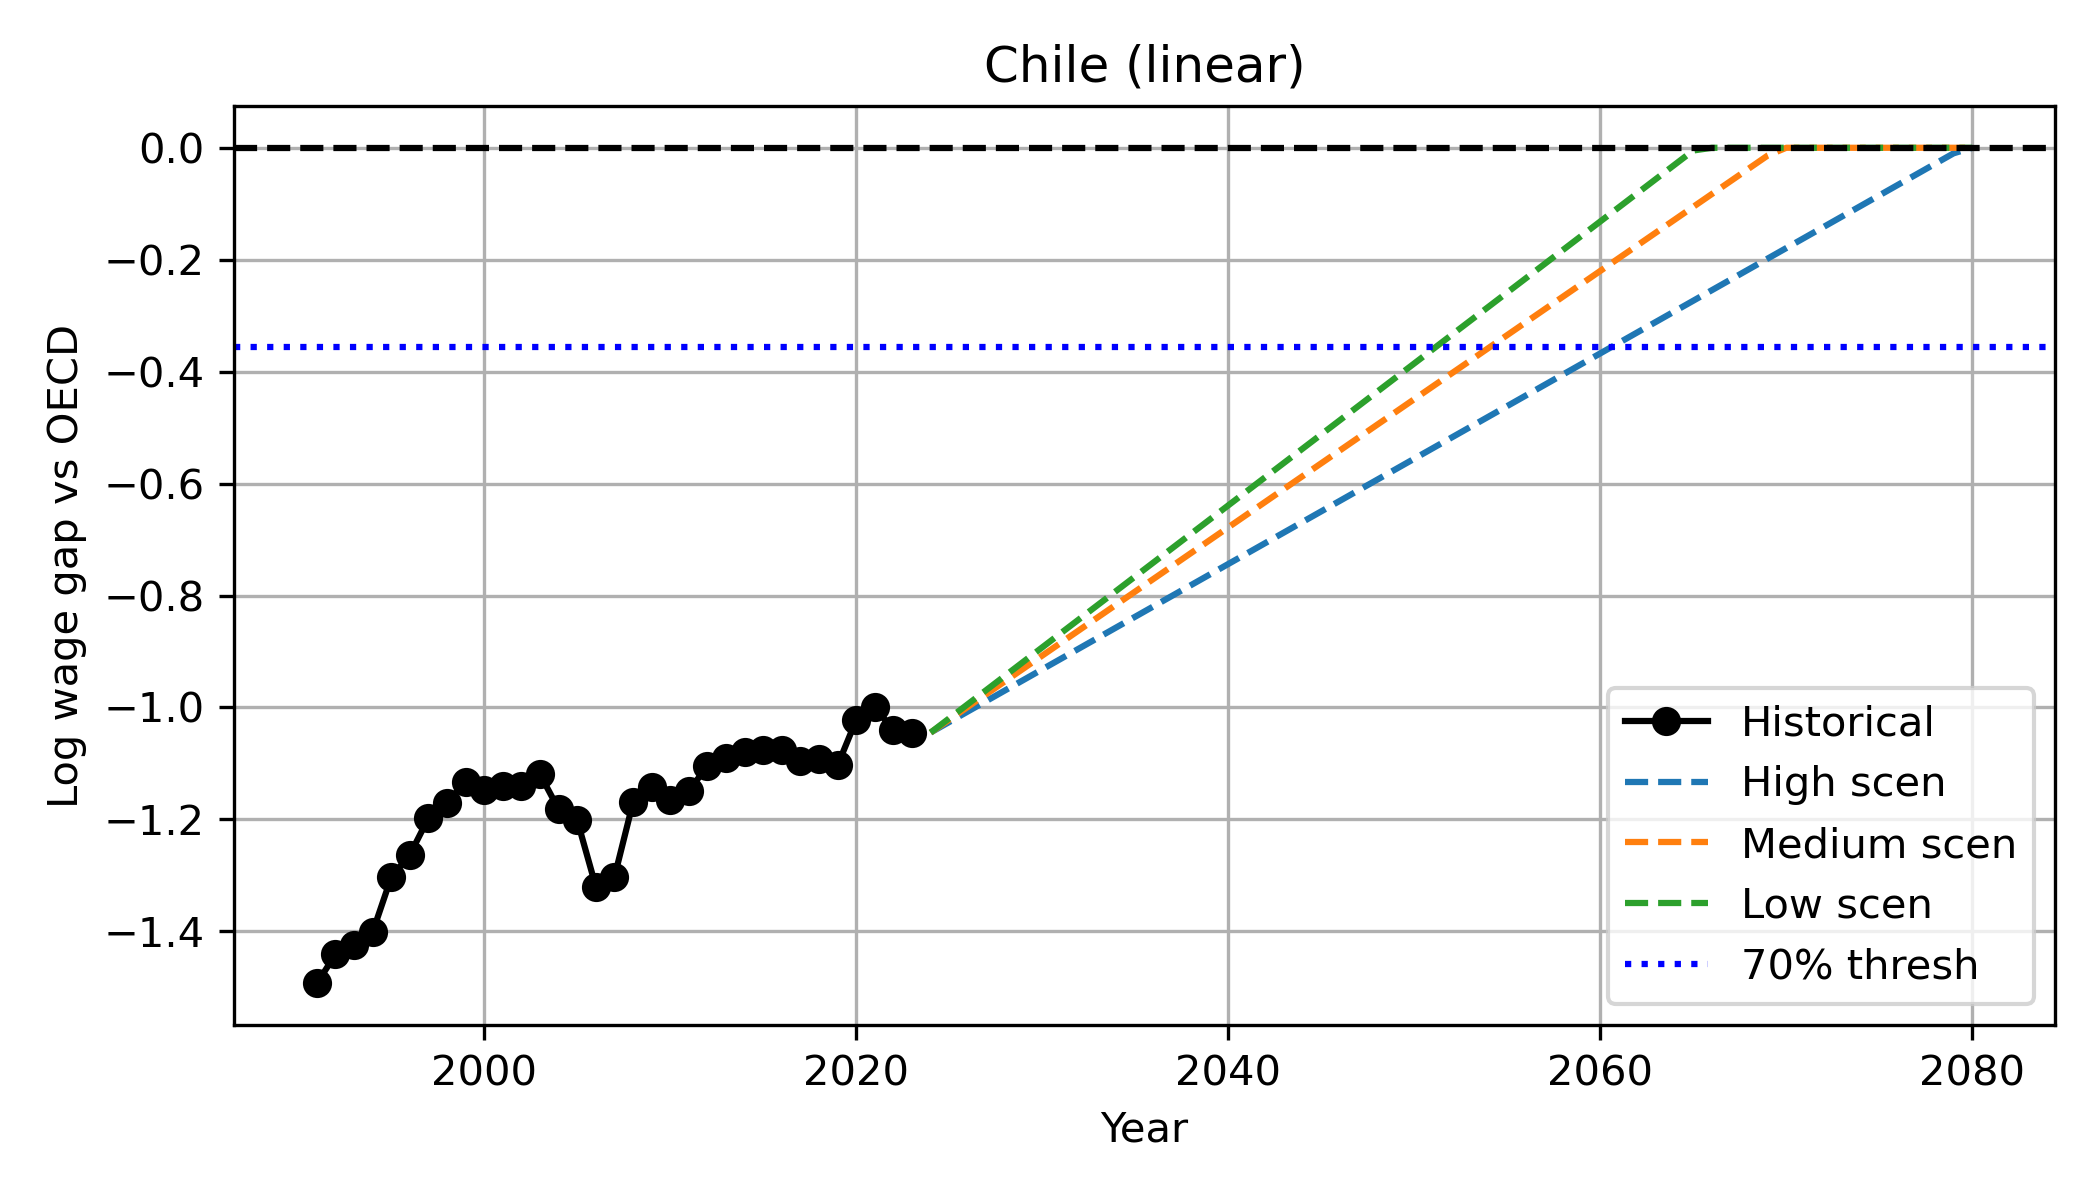 Chile (linear)
0.0
−0.2
−0.4
−0.6
−0.8
−1.0
−1.2
−1.4
Log wage gap vs OECD
2000
2020
2040
2060
2080
Year
Historical
High scen
Medium scen
Low scen
70% thresh